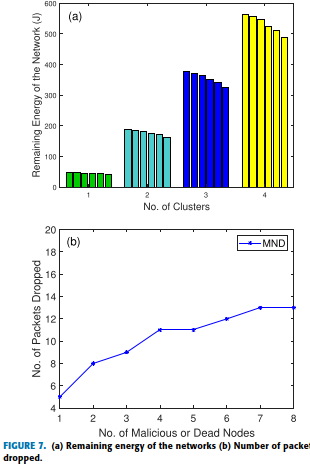 (a)
Remaining Energy of the Network (J)
600
500
400
300
200
100
0
1 2 3 4
No. of Clusters
(b)
MND
No. of Packets Dropped
20
18
16
14
12
10
8
6
4
1 2 3 4 5 6 7 8
No. of Malicious or Dead Nodes
FIGURE 7. (a) Remaining energy of the networks (b) Number of packet
dropped.